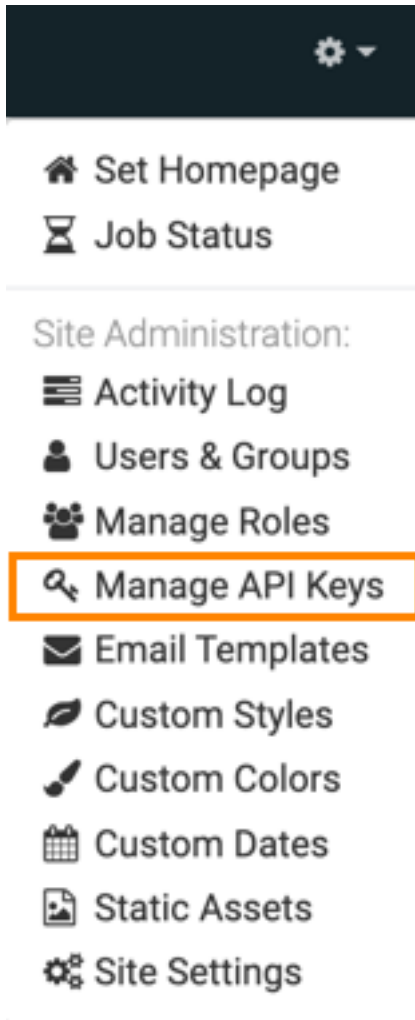 Set Homepage
Job Status
Site Administration:
Activity Log
Users & Groups
Manage Roles
Manage API Keys
Email Templates
Custom Styles
Custom Colors
Custom Dates
Static Assets
Site Settings